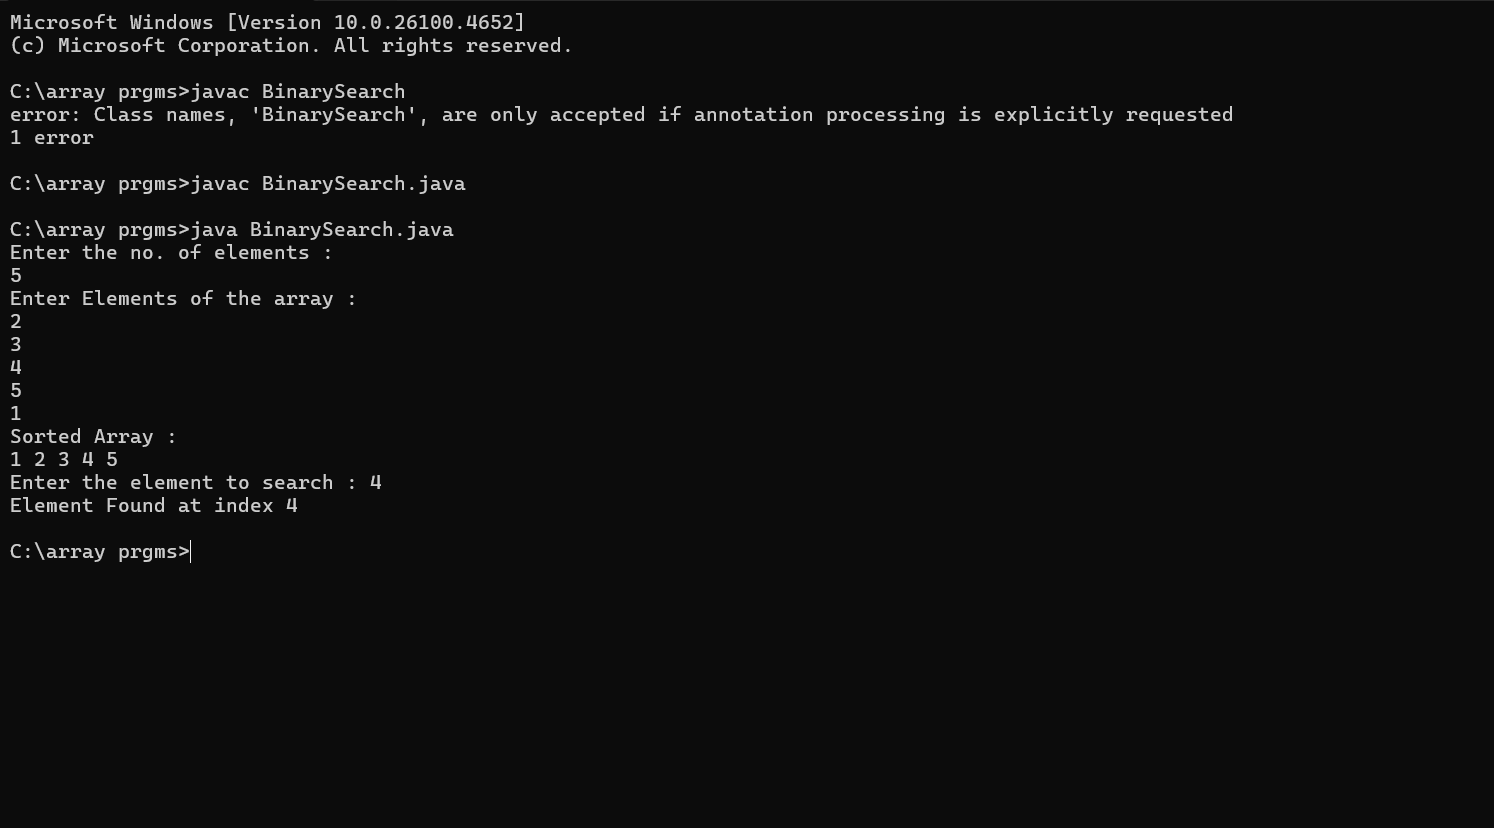 Microsoft Windows [Version 10.0.26100.4652]
(c) Microsoft Corporation. All rights reserved.
C:\array prgms>javac BinarySearch
error: Class names, 'BinarySearch', are only accepted if annotation processing is explicitly requested
1 error
C:\array prgms>javac BinarySearch.java
C:\array prgms>java BinarySearch.java
Enter the no. of elements :
5
Enter Elements of the array :
2
3
4
5
1
Sorted Array :
1 2 3 4 5
Enter the element to search : 4
Element Found at index 4
C:\array prgms>